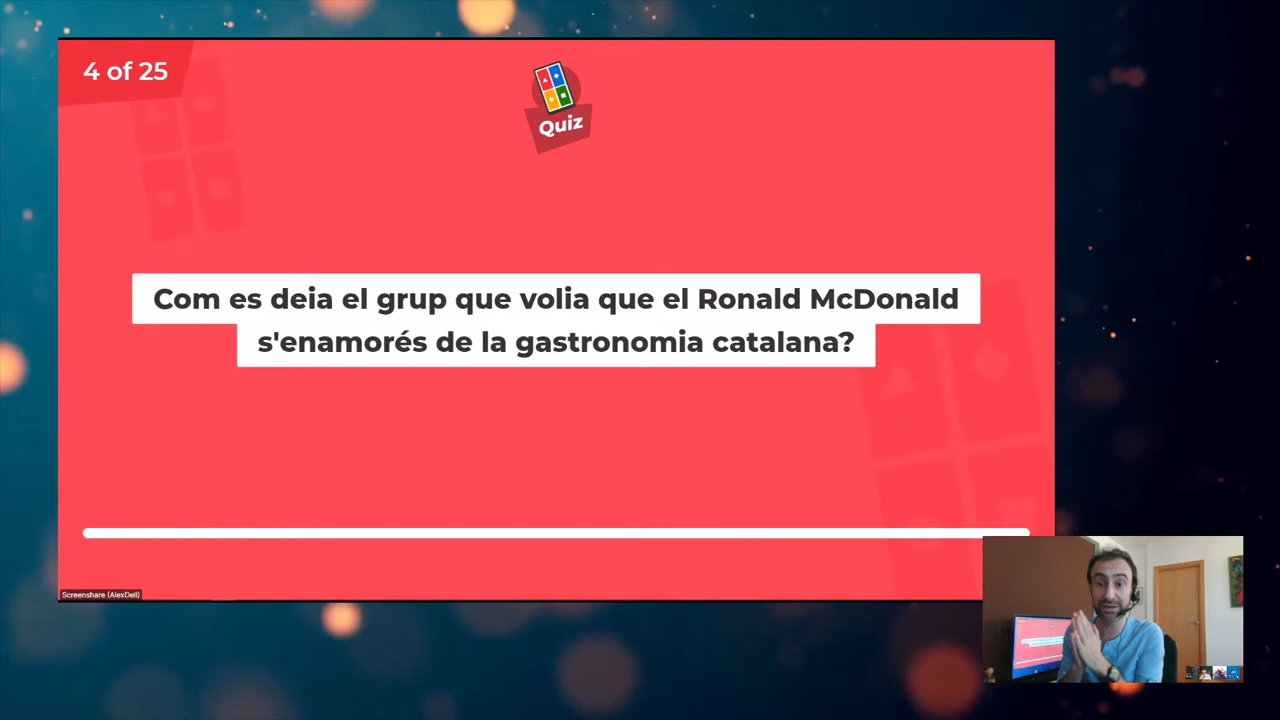 4 of 25
Quiz
Com es deia el grup que volia que el Ronald McDonald
s'enamorés de la gastronomia catalana?
Screenshare (AlexDell)